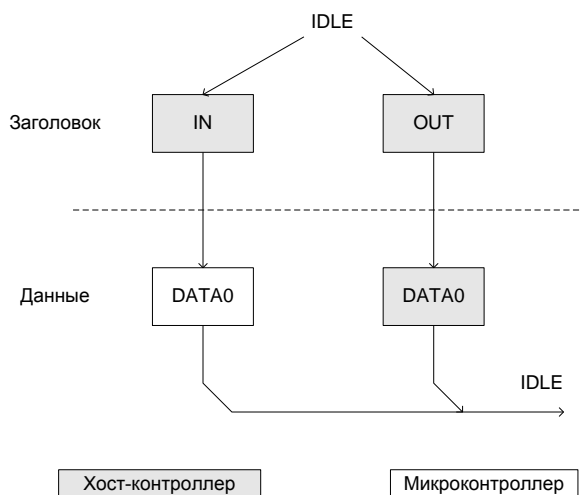 IDLE
Заголовок
IN
OUT
Данные
DATA0
DATA0
IDLE
Хост-контроллер
Микроконтроллер